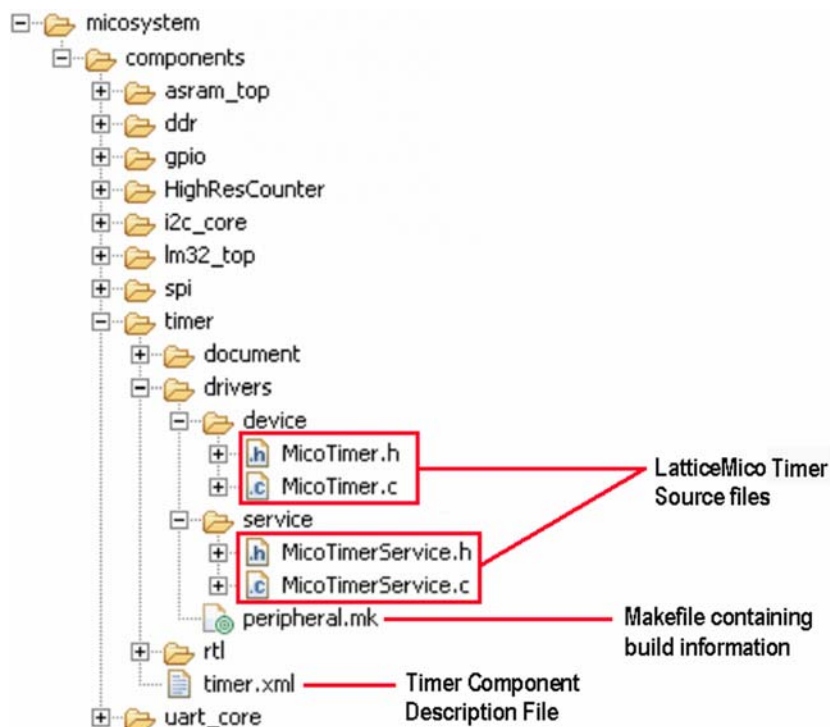 micosystem
components
asram_top
ddr
gpio
HighResCounter
i2c_core
lm32_top
spi
timer
document
drivers
device
.h MicoTimer.h
.c MicoTimer.c
LatticeMico Timer
Source files
service
.h MicoTimerService.h
.c MicoTimerService.c
peripheral.mk
Makefile containing
build information
rtl
timer.xml
Timer Component
Description File
uart_core